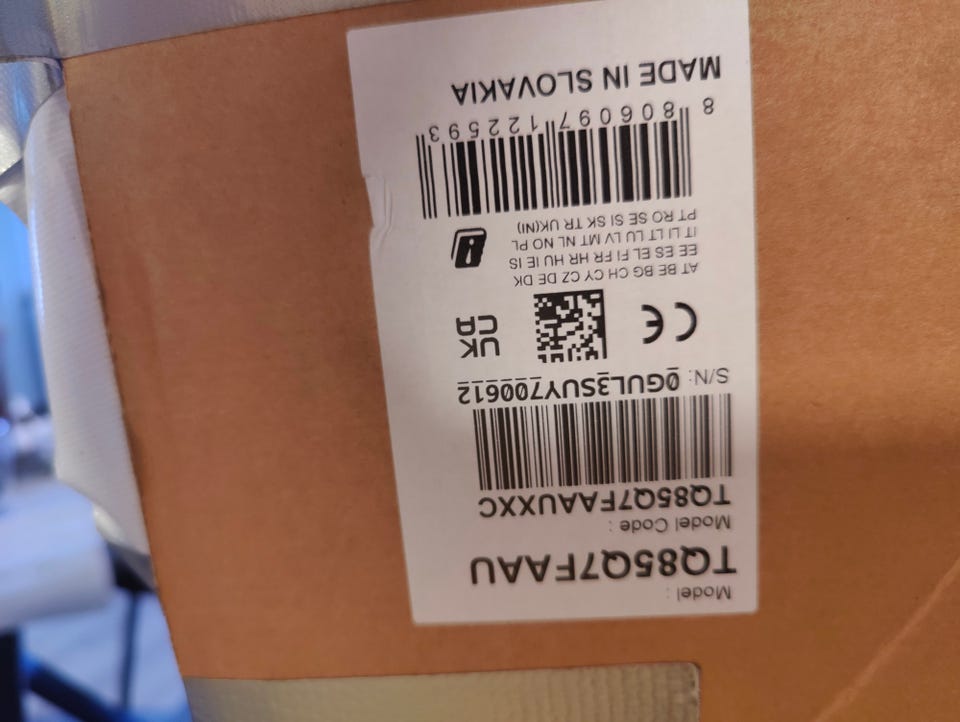 Model :
TQ85Q7FAAU
Model Code :
TQ85Q7FAAUXXC
S/N: 0GUL3SUY700612
CE
UK
CA
AT BE BG CH CY CZ DE DK
EE ES EL FI FR HR HU IE IS
IT LI LT LU LV MT NL NO PL
PT RO SE SI SK TR UK(NI)
8 806097 122593
MADE IN SLOVAKIA